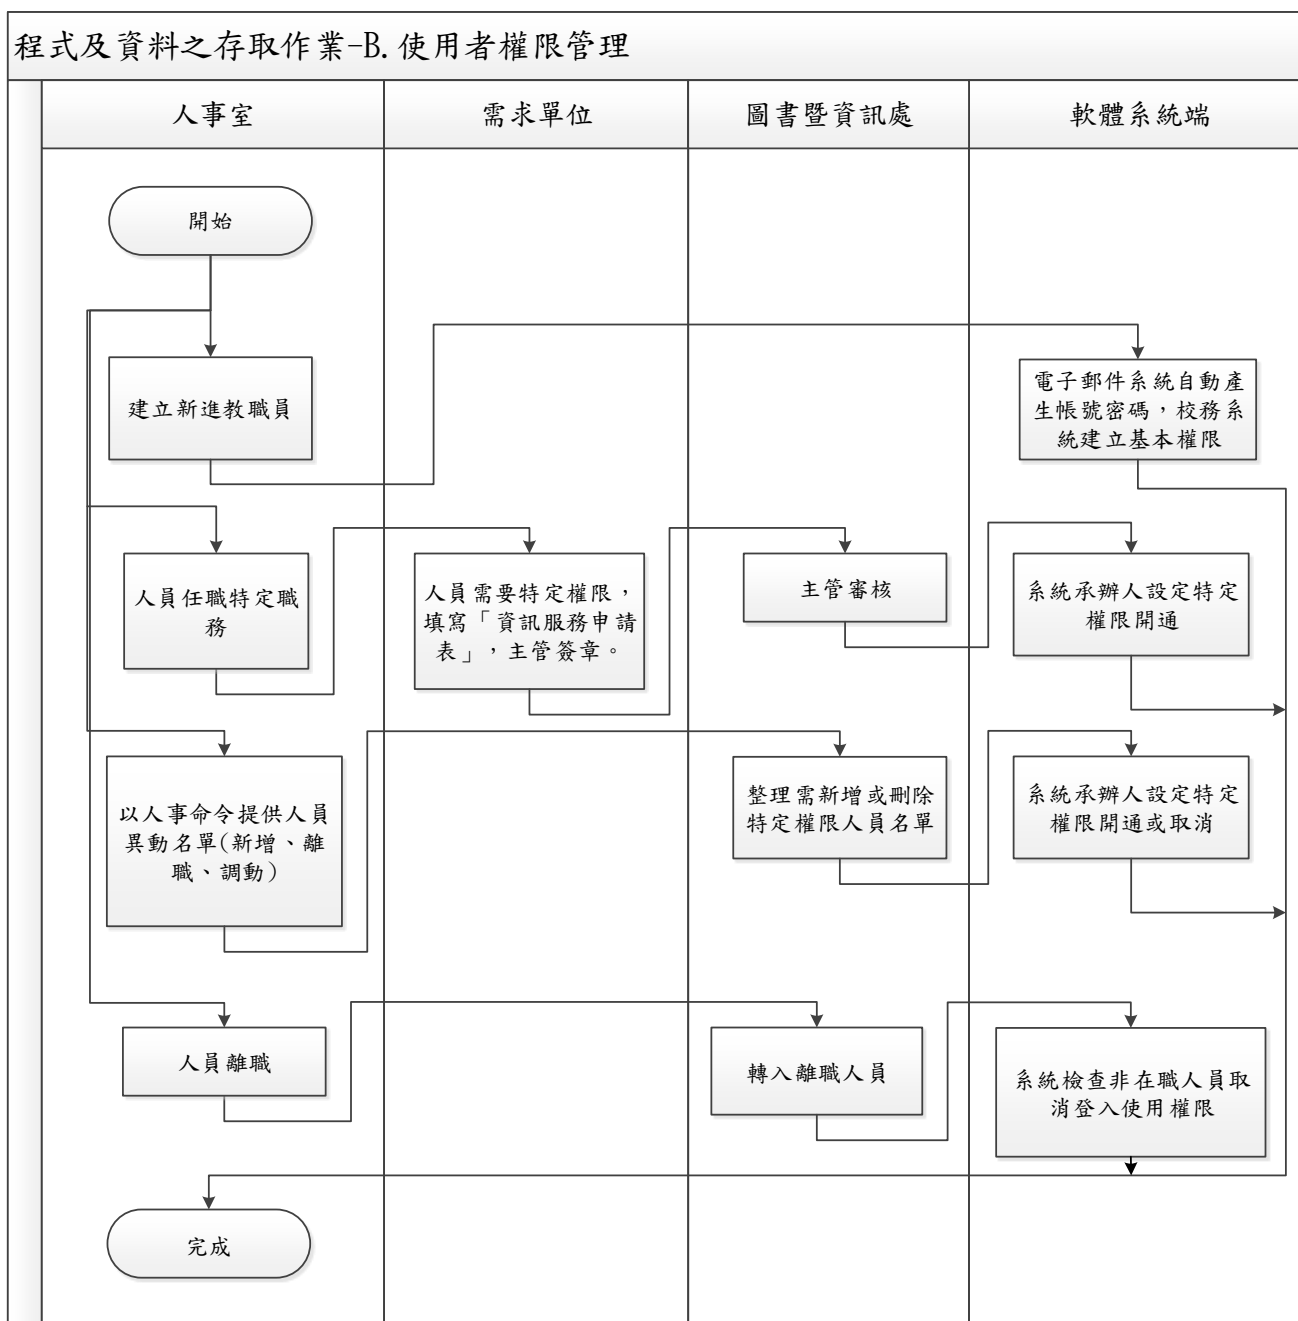 程式及資料之存取作業-B.使用者權限管理
人事室
需求單位
圖書暨資訊處
軟體系統端
開始
建立新進教職員
電子郵件系統自動產
生帳號密碼，校務系
統建立基本權限
人員任職特定職
務
人員需要特定權限，
填寫「資訊服務申請
表」，主管簽章。
主管審核
系統承辦人設定特定
權限開通
以人事命令提供人員
異動名單(新增、離
職、調動)
整理需新增或刪除
特定權限人員名單
系統承辦人設定特定
權限開通或取消
人員離職
轉入離職人員
系統檢查非在職人員取
消登入使用權限
完成